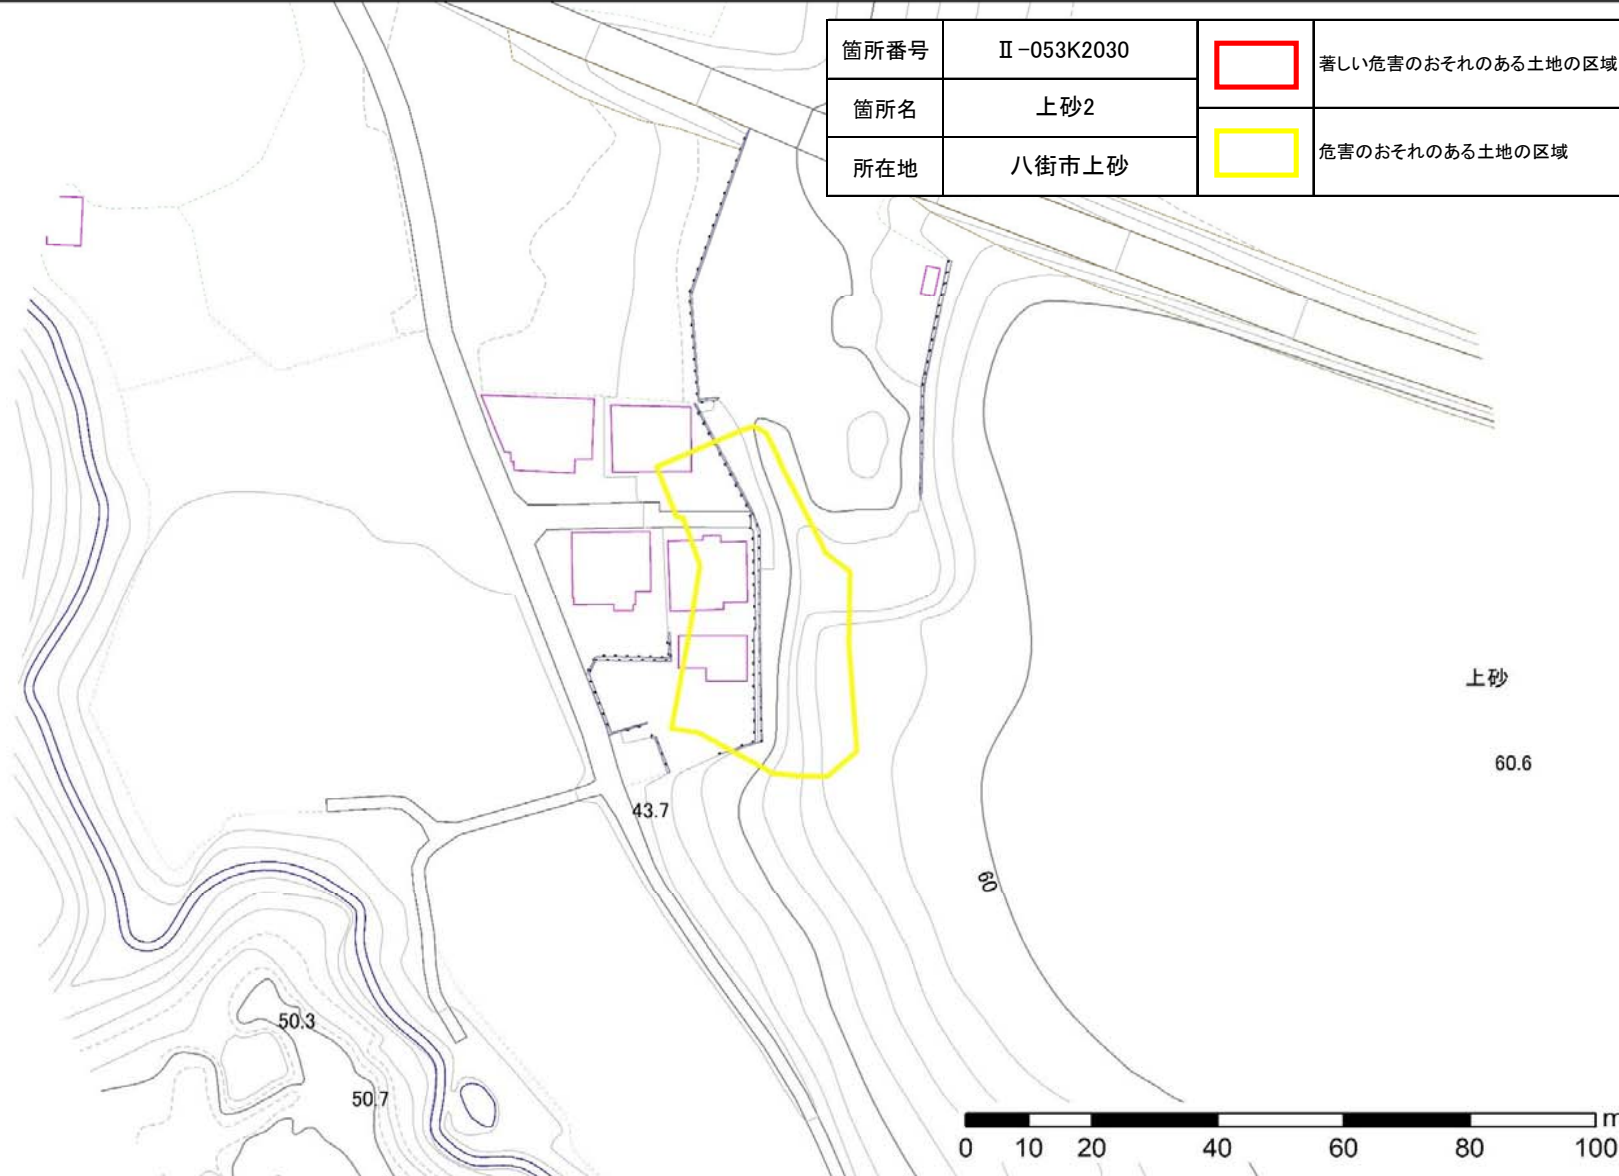 箇所番号 Ⅱ-053K2030 著しい危害のおそれのある土地の区域
箇所名 上砂2
所在地 八街市上砂 危害のおそれのある土地の区域
上砂
60.6
43.7
60
50.3
50.7
m
0 10 20 40 60 80 100